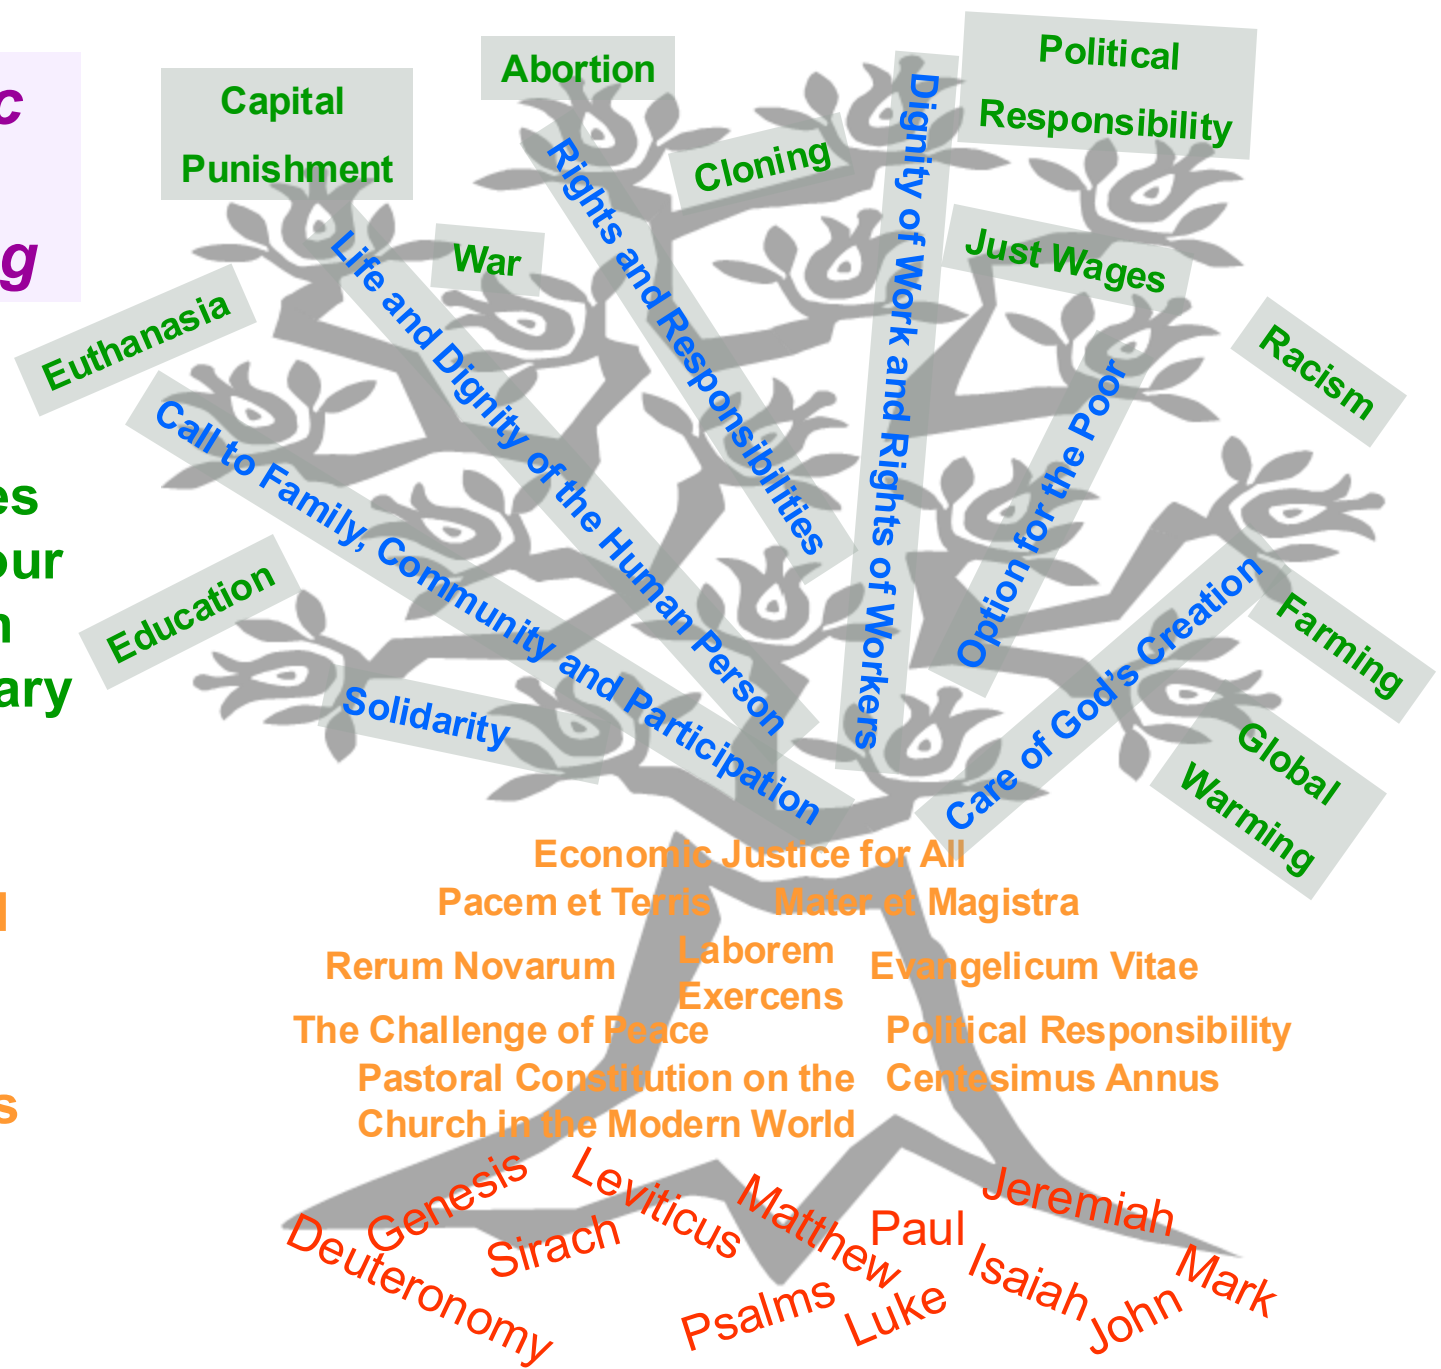 c
g
es
our
n
ary
l
s
Capital
Punishment
Abortion
Political
Responsibility
Cloning
War
Just Wages
Euthanasia
Racism
Education
Farming
Global
Warming
Rights and Responsibilities
Dignity of Work and Rights of Workers
Life and Dignity of the Human Person
Call to Family, Community and Participation
Option for the Poor
Care of God's Creation
Solidarity
Economic Justice for All
Pacem et Terris
Mater et Magistra
Rerum Novarum
Laborem
Exercens
Evangelicum Vitae
The Challenge of Peace
Political Responsibility
Pastoral Constitution on the
Church in the Modern World
Centesimus Annus
Genesis
Leviticus
Jeremiah
Deuteronomy
Sirach
Matthew
Paul
Isaiah
Mark
Psalms
Luke
John